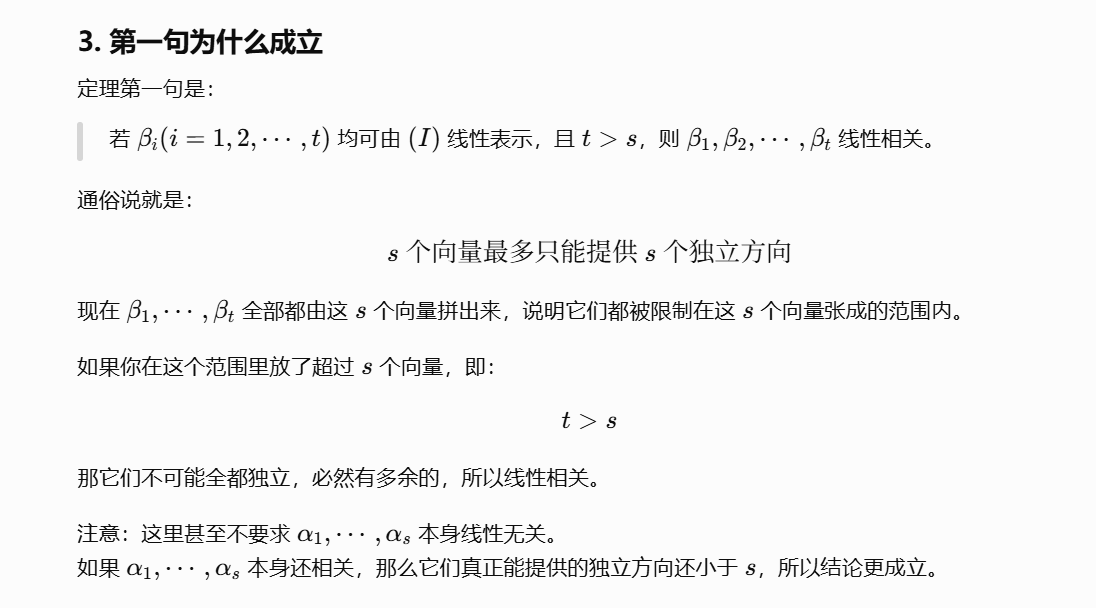 3. 第一句为什么成立
定理第一句是：
若 β_i(i = 1, 2, ⋯ , t) 均可由 (I) 线性表示，且 t > s，则 β_1, β_2, ⋯ , β_t 线性相关。
通俗说就是：
s 个向量最多只能提供 s 个独立方向
现在 β_1, ⋯ , β_t 全部都由这 s 个向量拼出来，说明它们都被限制在这 s 个向量张成的范围内。
如果你在这个范围里放了超过 s 个向量，即：
t > s
那它们不可能全都独立，必然有多余的，所以线性相关。
注意：这里甚至不要求 α_1, ⋯ , α_s 本身线性无关。
如果 α_1, ⋯ , α_s 本身还相关，那么它们真正能提供的独立方向还小于 s，所以结论更成立。